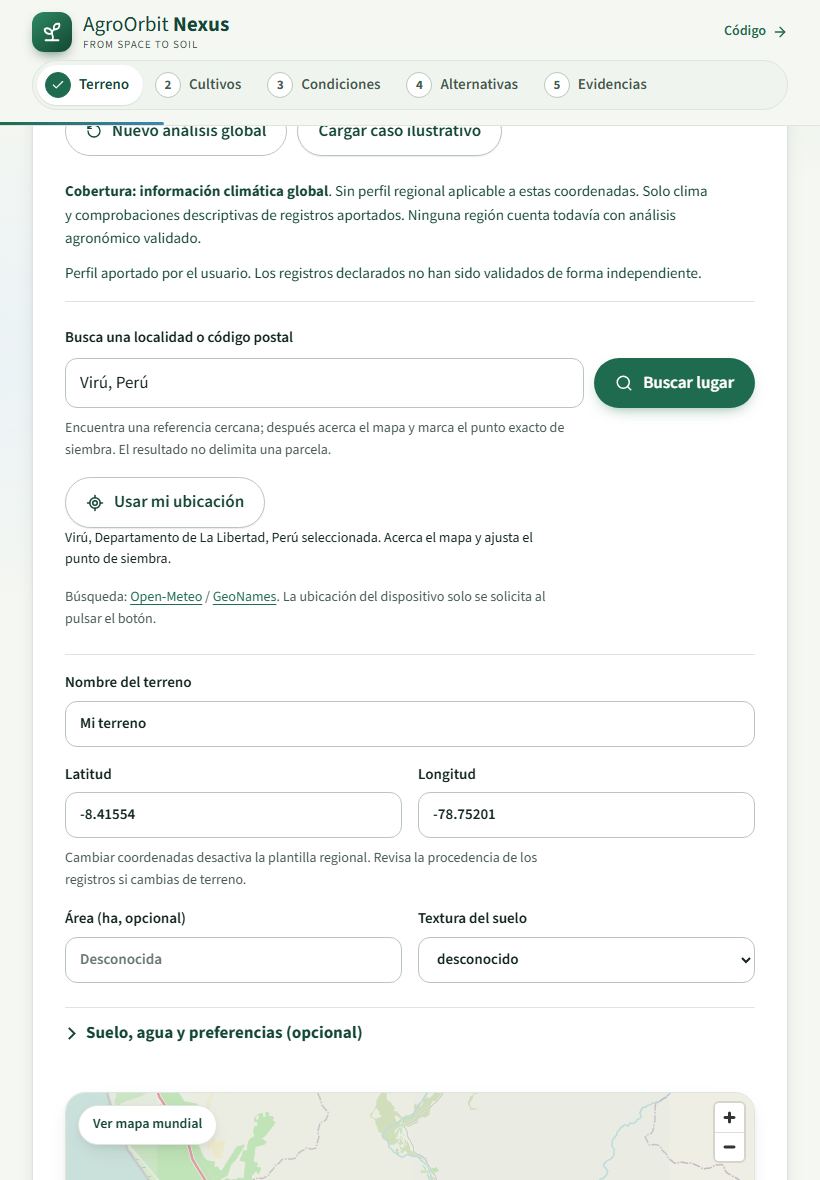 AgroOrbit Nexus
FROM SPACE TO SOIL
Código
Terreno
2 Cultivos
3 Condiciones
4 Alternativas
5 Evidencias
Nuevo análisis global
Cargar caso ilustrativo
Cobertura: información climática global. Sin perfil regional aplicable a estas coordenadas. Solo clima
y comprobaciones descriptivas de registros aportados. Ninguna región cuenta todavía con análisis
agronómico validado.
Perfil aportado por el usuario. Los registros declarados no han sido validados de forma independiente.
Busca una localidad o código postal
Virú, Perú
Buscar lugar
Encuentra una referencia cercana; después acerca el mapa y marca el punto exacto de
siembra. El resultado no delimita una parcela.
Usar mi ubicación
Virú, Departamento de La Libertad, Perú seleccionada. Acerca el mapa y ajusta el
punto de siembra.
Búsqueda: Open-Meteo / GeoNames. La ubicación del dispositivo solo se solicita al
pulsar el botón.
Nombre del terreno
Mi terreno
Latitud
Longitud
-8.41554
-78.75201
Cambiar coordenadas desactiva la plantilla regional. Revisa la procedencia de los
registros si cambias de terreno.
Área (ha, opcional)
Textura del suelo
Desconocida
desconocido
Suelo, agua y preferencias (opcional)
Ver mapa mundial
+
−